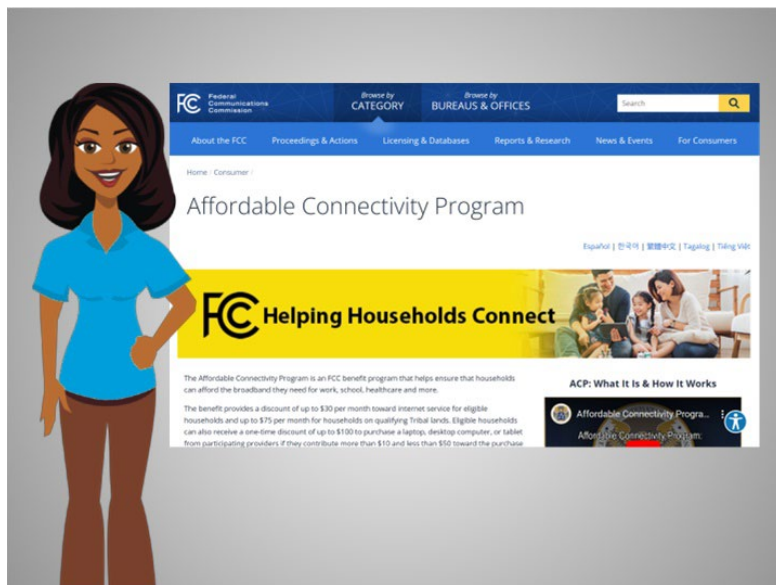 FCC Federal Communications Commission
Browse by CATEGORY
Browse by BUREAUS & OFFICES
Search
About the FCC
Proceedings & Actions
Licensing & Databases
Reports & Research
News & Events
For Consumers
Home / Consumer /
Affordable Connectivity Program
Español | 한국어 | 繁體中文 | Tagalog | Tiếng Việt
FCC Helping Households Connect
The Affordable Connectivity Program is an FCC benefit program that helps ensure that households
can afford the broadband they need for work, school, healthcare and more.
The benefit provides a discount of up to $30 per month toward internet service for eligible
households and up to $75 per month for households on qualifying Tribal lands. Eligible households
can also receive a one-time discount of up to $100 to purchase a laptop, desktop computer, or tablet
from participating providers if they contribute more than $10 and less than $50 toward the purchase
ACP: What It Is & How It Works
Affordable Connectivity Progra...
Affordable Connectivity Program: